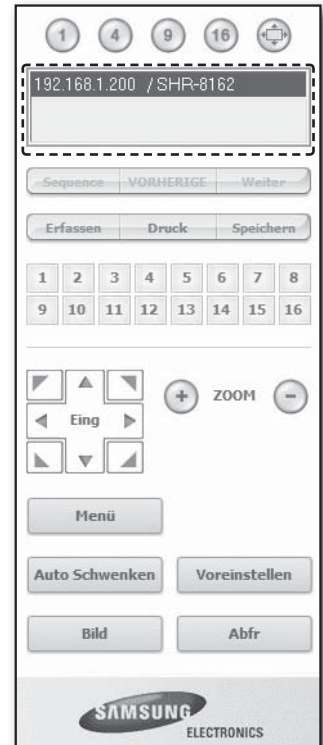 1 4 9 16
192.168.1.200 / SHR-8162
Sequence VORHERIGE Weiter
Erfassen Druck Speichern
1 2 3 4 5 6 7 8
9 10 11 12 13 14 15 16
Eing + ZOOM -
Menü
Auto Schwenken Voreinstellen
Bild Abfr
SAMSUNG
ELECTRONICS